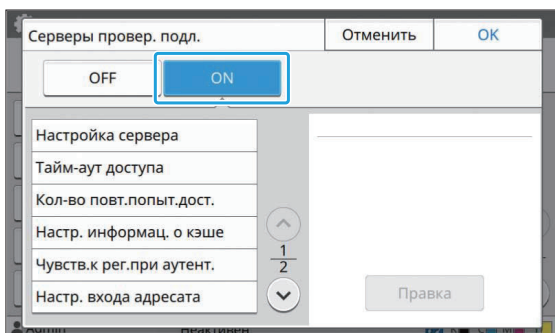 Серверы провер. подл.
Отменить
OK
OFF
ON
Настройка сервера
Тайм-аут доступа
Кол-во повт.попыт.дост.
Настр. информац. о кэше
Чувств.к рег.при аутент.
Настр. входа адресата
1
2
Правка